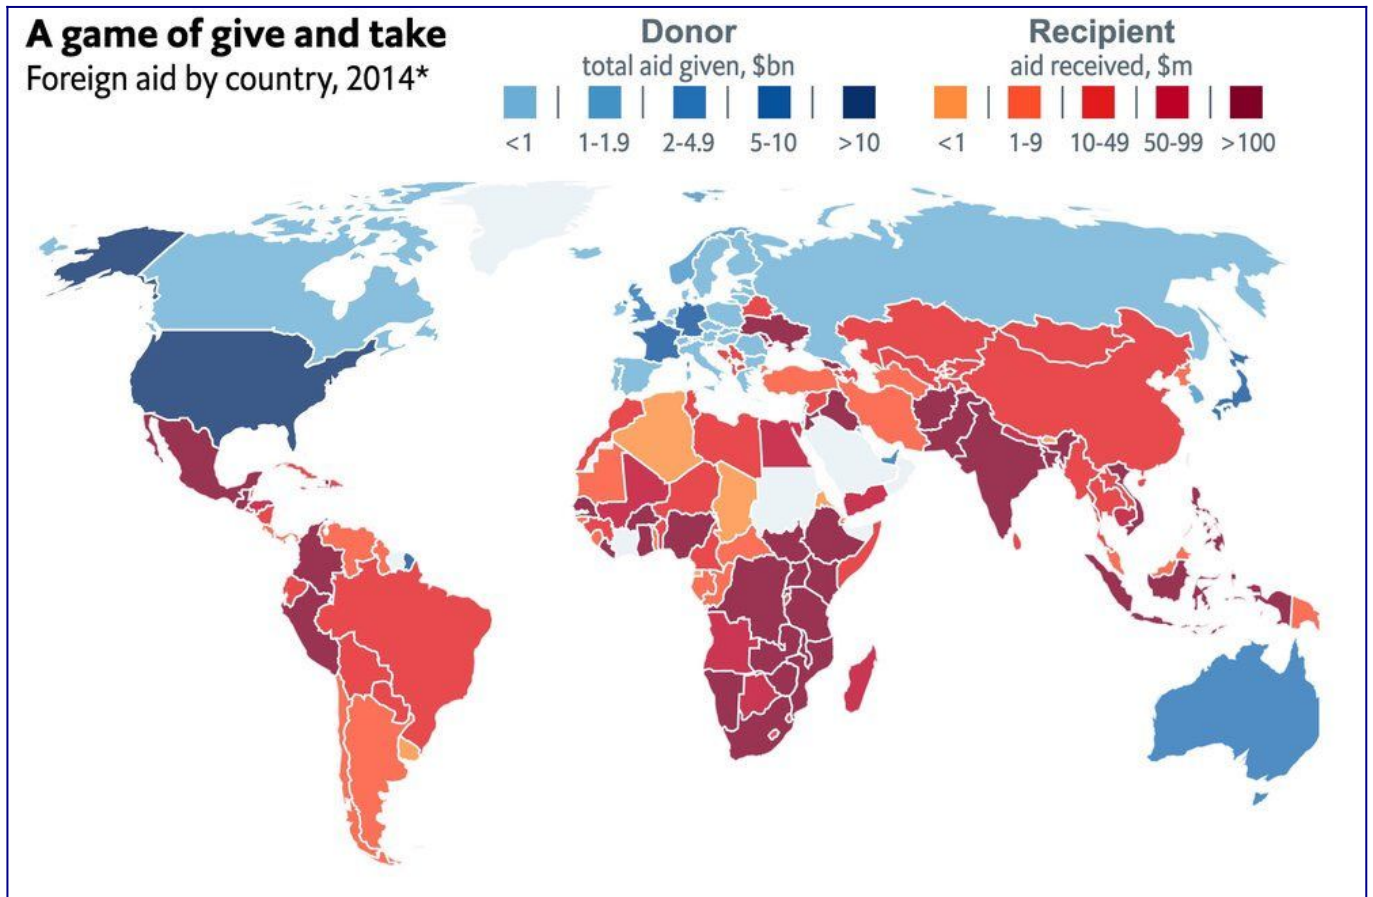 A game of give and take
Foreign aid by country, 2014*
Donor
total aid given, $bn
<1
1-1.9
2-4.9
5-10
>10
Recipient
aid received, $m
<1
1-9
10-49
50-99
>100